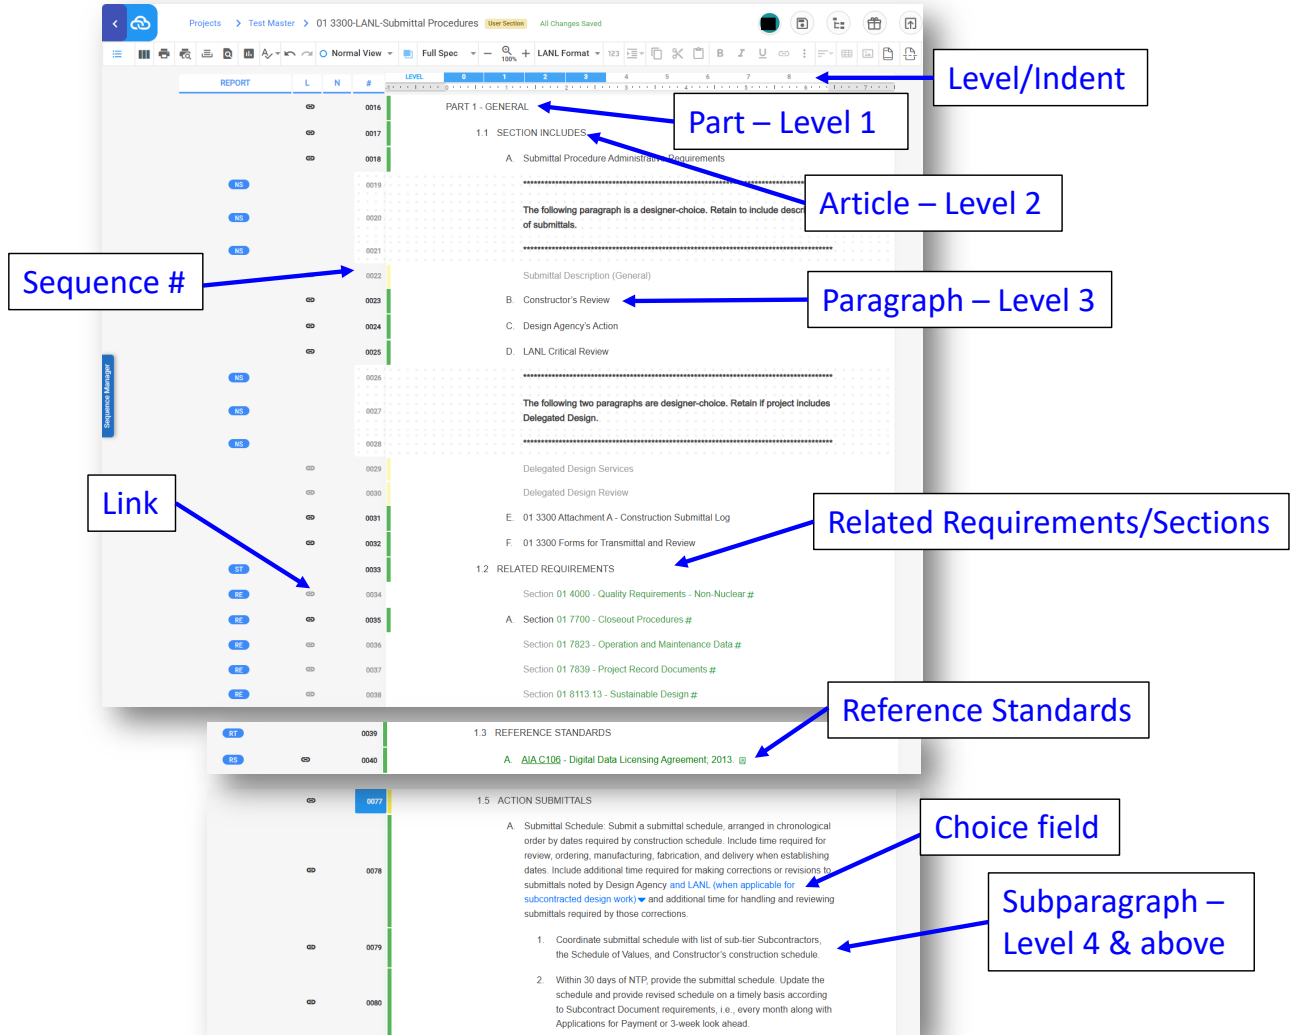 Projects > Test Master > 01 3300-LANL-Submittal Procedures User Section All Changes Saved
Normal View Full Spec 100% LANL Format 123 B I U
REPORT L N # LEVEL 0 1 2 3 4 5 6 7 8
Level/Indent
0016 PART 1 - GENERAL
Part – Level 1
0017 1.1 SECTION INCLUDES
0018 A. Submittal Procedure Administrative Requirements
NS 0019 ****************************************************************************************
Article – Level 2
NS 0020 The following paragraph is a designer-choice. Retain to include
of submittals.
NS 0021 ****************************************************************************************
Sequence #
0022 Submittal Description (General)
0023 B. Constructor's Review
Paragraph – Level 3
0024 C. Design Agency's Action
0025 D. LANL Critical Review
Sequence Manager
NS 0026 ****************************************************************************************
NS 0027 The following two paragraphs are designer-choice. Retain if project includes
Delegated Design.
NS 0028 ****************************************************************************************
0029 Delegated Design Services
Link
0030 Delegated Design Review
0031 E. 01 3300 Attachment A - Construction Submittal Log
Related Requirements/Sections
0032 F. 01 3300 Forms for Transmittal and Review
ST 0033 1.2 RELATED REQUIREMENTS
RE 0034 Section 01 4000 - Quality Requirements - Non-Nuclear #
RE 0035 A. Section 01 7700 - Closeout Procedures #
RE 0036 Section 01 7823 - Operation and Maintenance Data #
RE 0037 Section 01 7839 - Project Record Documents #
RE 0038 Section 01 8113.13 - Sustainable Design #
Reference Standards
RT 0039 1.3 REFERENCE STANDARDS
RS 0040 A. AIA C106 - Digital Data Licensing Agreement; 2013.
0077 1.5 ACTION SUBMITTALS
Choice field
0078 A. Submittal Schedule: Submit a submittal schedule, arranged in chronological
order by dates required by construction schedule. Include time required for
review, ordering, manufacturing, fabrication, and delivery when establishing
dates. Include additional time required for making corrections or revisions to
submittals noted by Design Agency and LANL (when applicable for
subcontracted design work) and additional time for handling and reviewing
submittals required by those corrections.
Subparagraph –
Level 4 & above
0079 1. Coordinate submittal schedule with list of sub-tier Subcontractors,
the Schedule of Values, and Constructor's construction schedule.
0080 2. Within 30 days of NTP, provide the submittal schedule. Update the
schedule and provide revised schedule on a timely basis according
to Subcontract Document requirements, i.e., every month along with
Applications for Payment or 3-week look ahead.